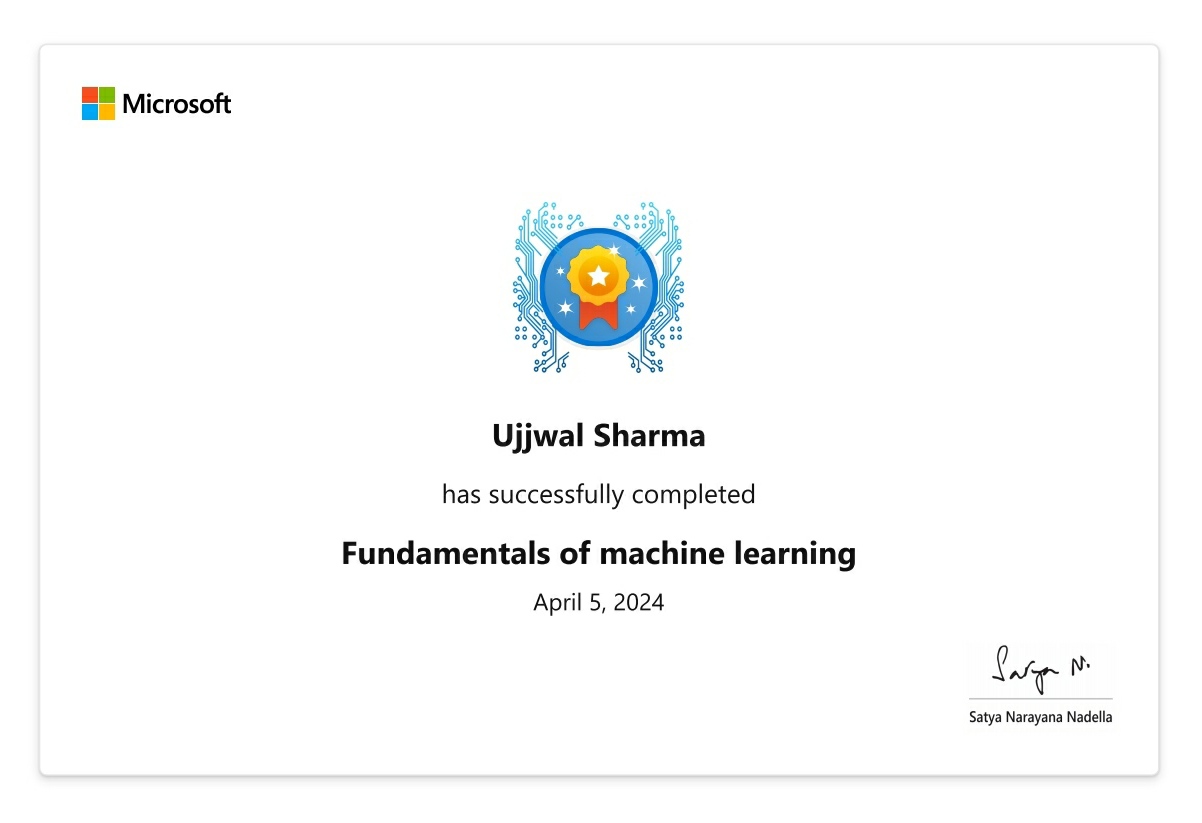 Microsoft
Ujjwal Sharma
has successfully completed
Fundamentals of machine learning
April 5, 2024
Satya N.
Satya Narayana Nadella